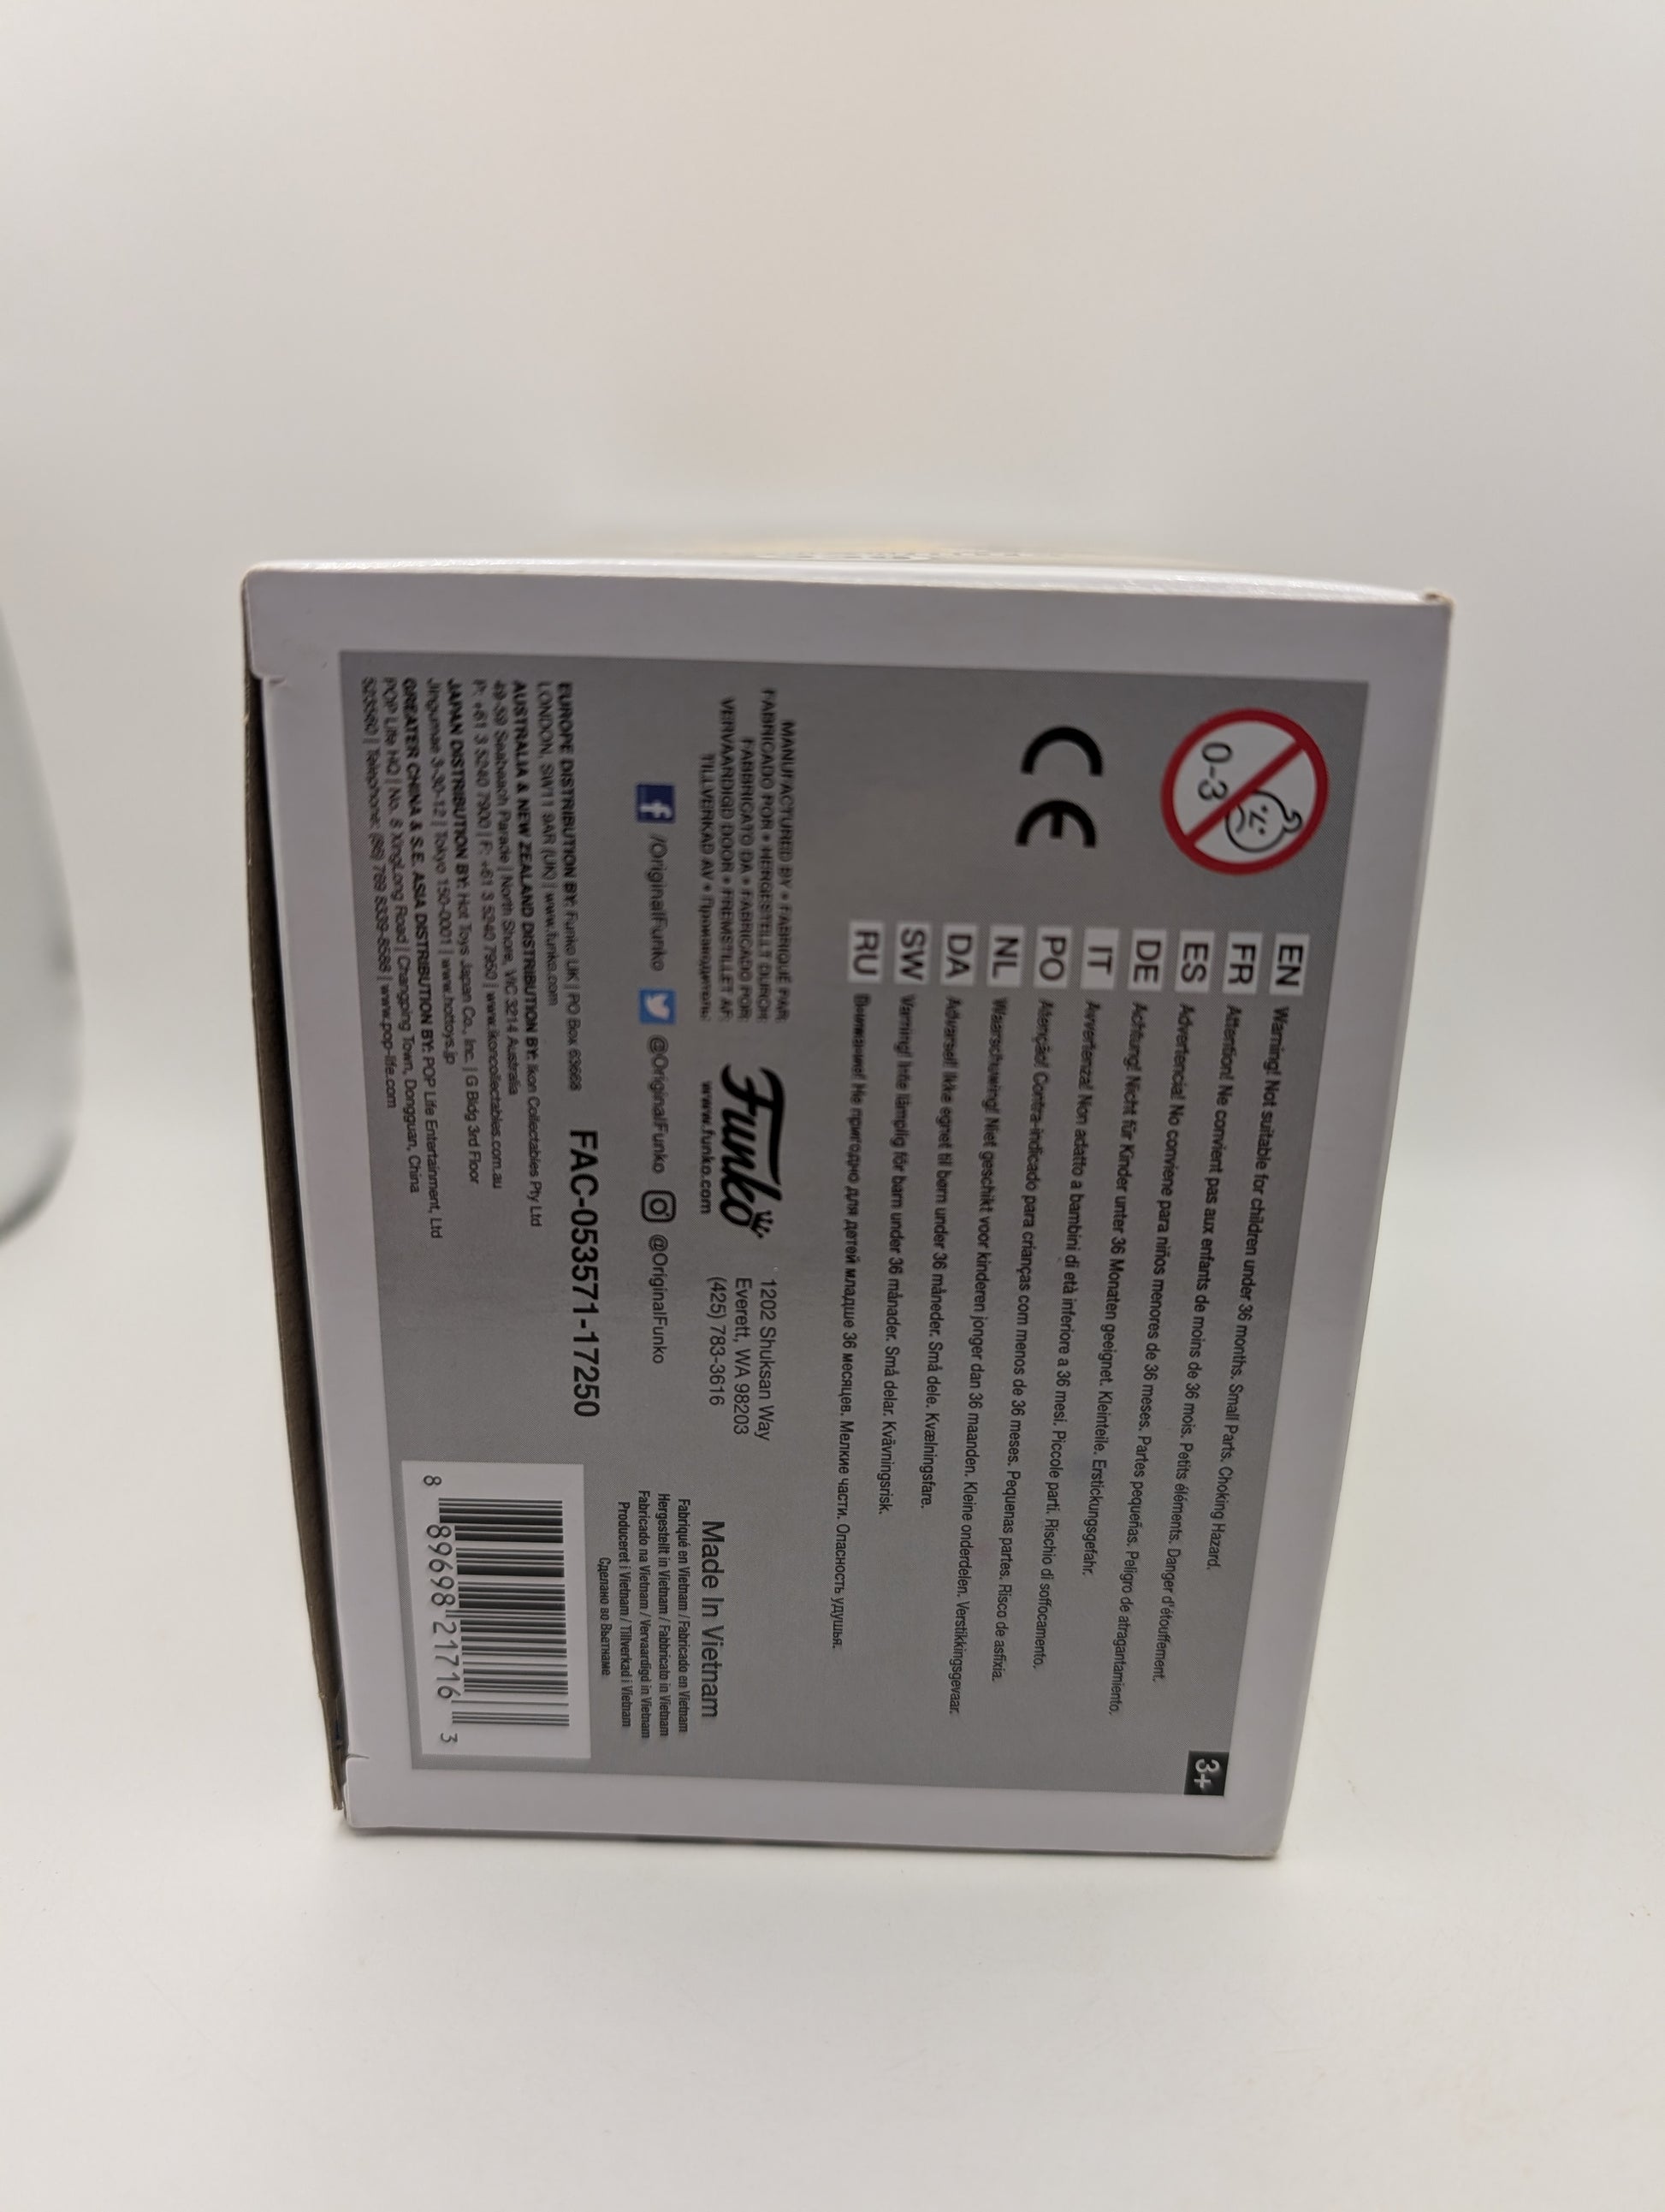 0-3
EN Warning! Not suitable for children under 36 months. Small Parts. Choking Hazard.
FR Attention! Ne convient pas aux enfants de moins de 36 mois. Petits éléments. Danger d'étouffement.
ES Advertencia! No conviene para niños menores de 36 meses. Partes pequeñas. Peligro de atragantamiento.
DE Achtung! Nicht für Kinder unter 36 Monaten geeignet. Kleinteile. Erstickungsgefahr.
IT Avvertenza! Non adatto a bambini di età inferiore a 36 mesi. Piccole parti. Rischio di soffocamento.
PO Atenção! Contra-indicado para crianças com menos de 36 meses. Pequenas partes. Risco de asfixia.
NL Waarschuwing! Niet geschikt voor kinderen jonger dan 36 maanden. Kleine onderdelen. Verstikkingsgevaar.
DA Advarsel! Ikke egnet til børn under 36 måneder. Små dele. Kvælningsfare.
SW Varning! Inte lämplig för barn under 36 månader. Små delar. Kvävningsrisk.
RU Внимание! Не пригодно для детей младше 36 месяцев. Мелкие части. Опасность удушья.
3+
CE
MANUFACTURED BY • FABRIQUÉ PAR:
FABRICADO POR • HERGESTELLT DURCH:
FABBRICATO DA • FABRICADO POR:
VERVAARDIGD DOOR • FREMSTILLET AF:
TILLVERKAD AV • Производитель:
Funko
www.funko.com
1202 Shuksan Way
Everett, WA 98203
(425) 783-3616
Made In Vietnam
Fabriqué en Vietnam / Fabricado en Vietnam
Hergestellt in Vietnam / Fabbricato in Vietnam
Fabricado na Vietnam / Vervaardigd in Vietnam
Produceret i Vietnam / Tillverkad i Vietnam
Сделано во Вьетнаме
/OriginalFunko @OriginalFunko @OriginalFunko
EUROPE DISTRIBUTION BY: Funko UK | PO Box 63668
LONDON, SW11 9AR (UK) | www.funko.com
AUSTRALIA & NEW ZEALAND DISTRIBUTION BY: Ikon Collectables Pty Ltd
49-59 Seabeach Parade | North Shore, VIC 3214 Australia
P: +61 3 5240 7900 | F: +61 3 5240 7950 | www.ikoncollectables.com.au
JAPAN DISTRIBUTION BY: Hot Toys Japan Co., Inc. | G Bldg 3rd Floor
Jingumae 3-30-12 | Tokyo 150-0001 | www.hottoys.jp
GREATER CHINA & S.E. ASIA DISTRIBUTION BY: POP Life Entertainment, Ltd
POP Life HQ | No. 6 XingLong Road | Changping Town, Dongguan, China
523560 | Telephone: (86) 769 8339-8588 | www.pop-life.com
FAC-053571-17250
8 89698 21716 3